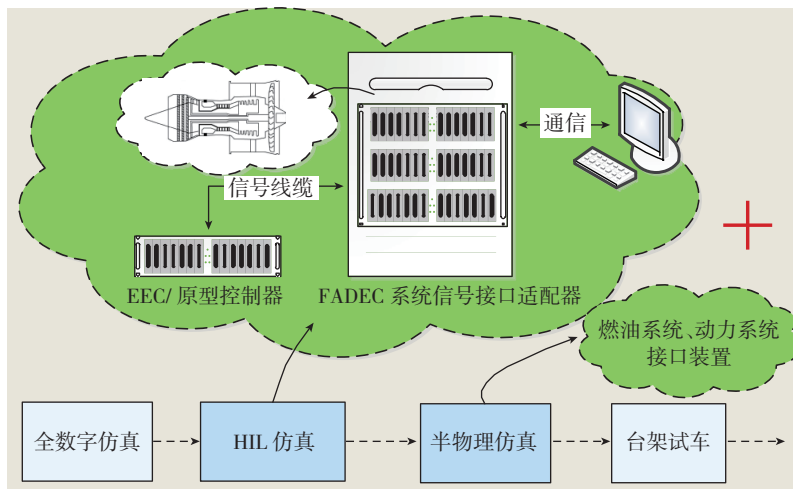 通信
信号线缆
EEC/ 原型控制器
FADEC 系统信号接口适配器
燃油系统、动力系统
接口装置
全数字仿真
HIL 仿真
半物理仿真
台架试车